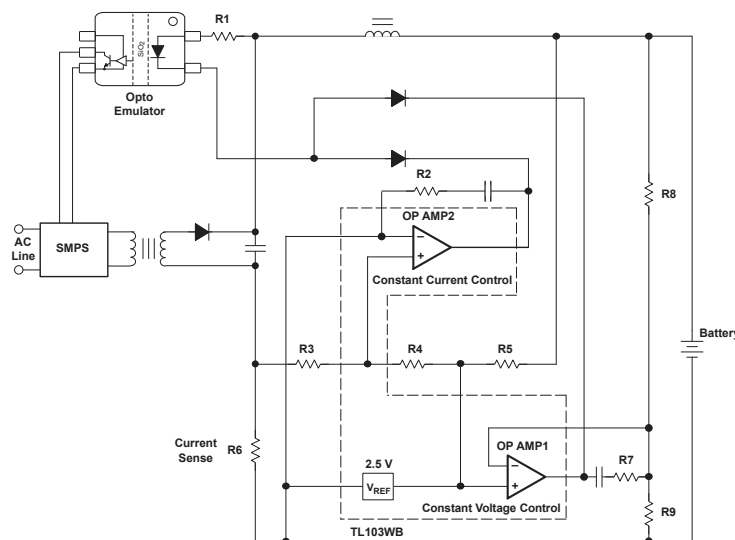 R1
SiO2
Opto
Emulator
R2
R8
OP AMP2
AC
Line
SMPS
−
+
Constant Current Control
Battery
R3
R4
R5
Current
Sense
R6
OP AMP1
2.5 V
−
VREF
+
R7
Constant Voltage Control
R9
TL103WB